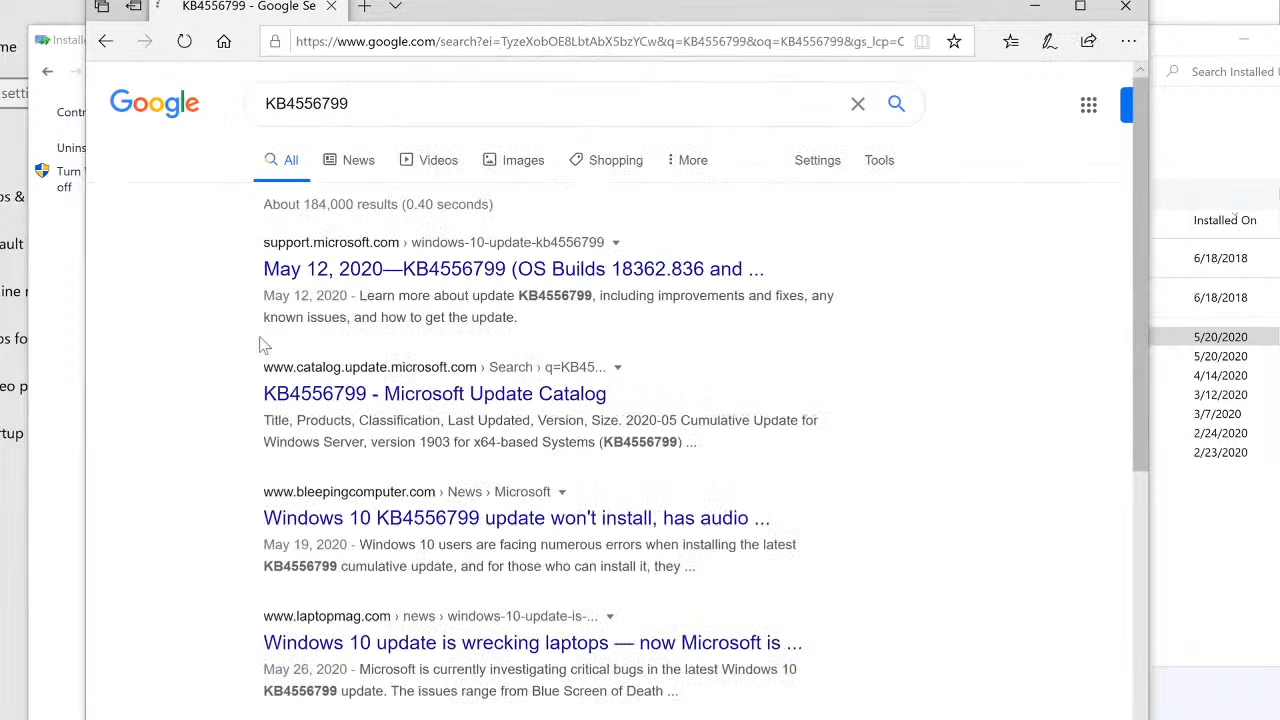 KB4556799 - Google Se
https://www.google.com/search?ei=TyzeXobOE8LbtAbX5bzYCw&q=KB4556799&oq=KB4556799&gs_lcp=C
Google
KB4556799
All
News
Videos
Images
Shopping
More
Settings
Tools
About 184,000 results (0.40 seconds)
support.microsoft.com › windows-10-update-kb4556799
May 12, 2020—KB4556799 (OS Builds 18362.836 and ...
May 12, 2020 - Learn more about update KB4556799, including improvements and fixes, any
known issues, and how to get the update.
www.catalog.update.microsoft.com › Search › q=KB45...
KB4556799 - Microsoft Update Catalog
Title, Products, Classification, Last Updated, Version, Size. 2020-05 Cumulative Update for
Windows Server, version 1903 for x64-based Systems (KB4556799) ...
www.bleepingcomputer.com › News › Microsoft
Windows 10 KB4556799 update won't install, has audio ...
May 19, 2020 - Windows 10 users are facing numerous errors when installing the latest
KB4556799 cumulative update, and for those who can install it, they ...
www.laptopmag.com › news › windows-10-update-is-...
Windows 10 update is wrecking laptops — now Microsoft is ...
May 26, 2020 - Microsoft is currently investigating critical bugs in the latest Windows 10
KB4556799 update. The issues range from Blue Screen of Death ...
me
setti
ps &
ault
line r
ps fo
eo p
rtup
Installe
Contr
Unins
Turn
off
Search Installed U
Installed On
6/18/2018
6/18/2018
5/20/2020
5/20/2020
4/14/2020
3/12/2020
3/7/2020
2/24/2020
2/23/2020